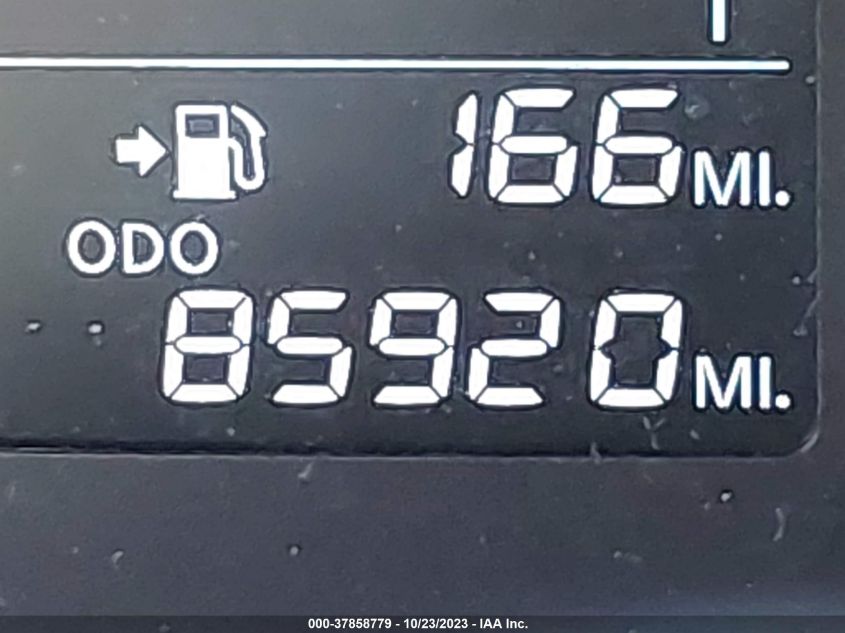 166 MI.
ODO
85920 MI.
000-37858779 - 10/23/2023 - IAA Inc.